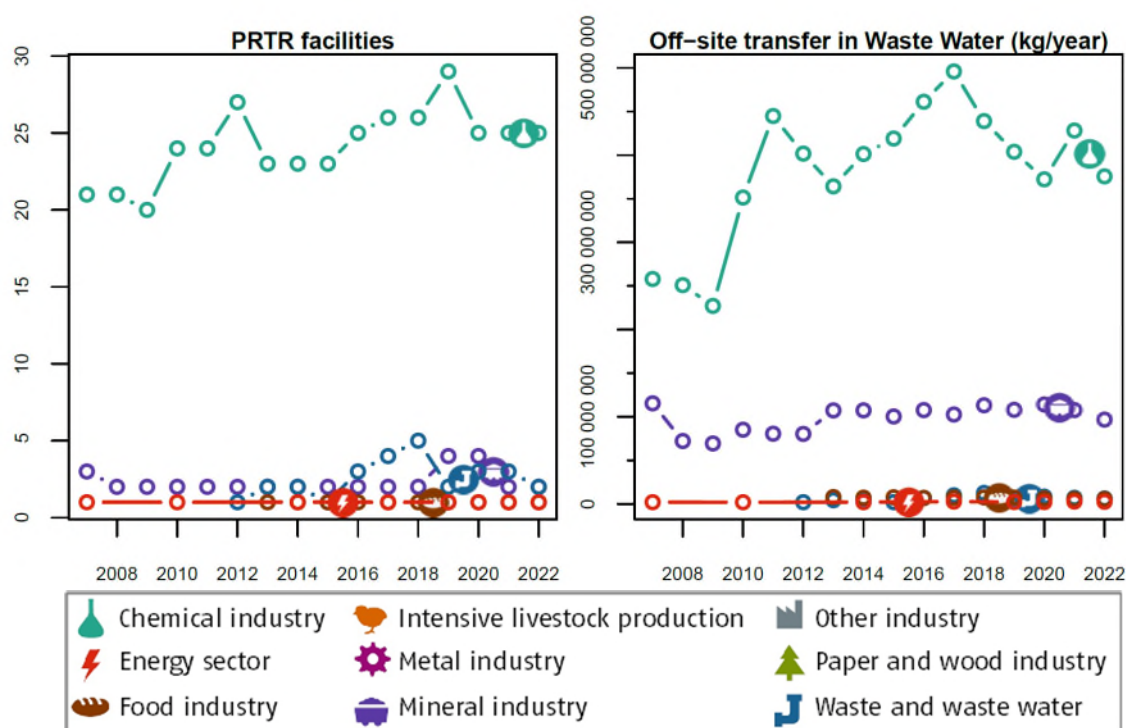 PRTR facilities
30
25
20
15
10
5
0
2008 2010 2012 2014 2016 2018 2020 2022
Off−site transfer in Waste Water (kg/year)
500 000 000
300 000 000
100 000 000
0
2008 2010 2012 2014 2016 2018 2020 2022
Chemical industry Intensive livestock production Other industry
Energy sector Metal industry Paper and wood industry
Food industry Mineral industry Waste and waste water